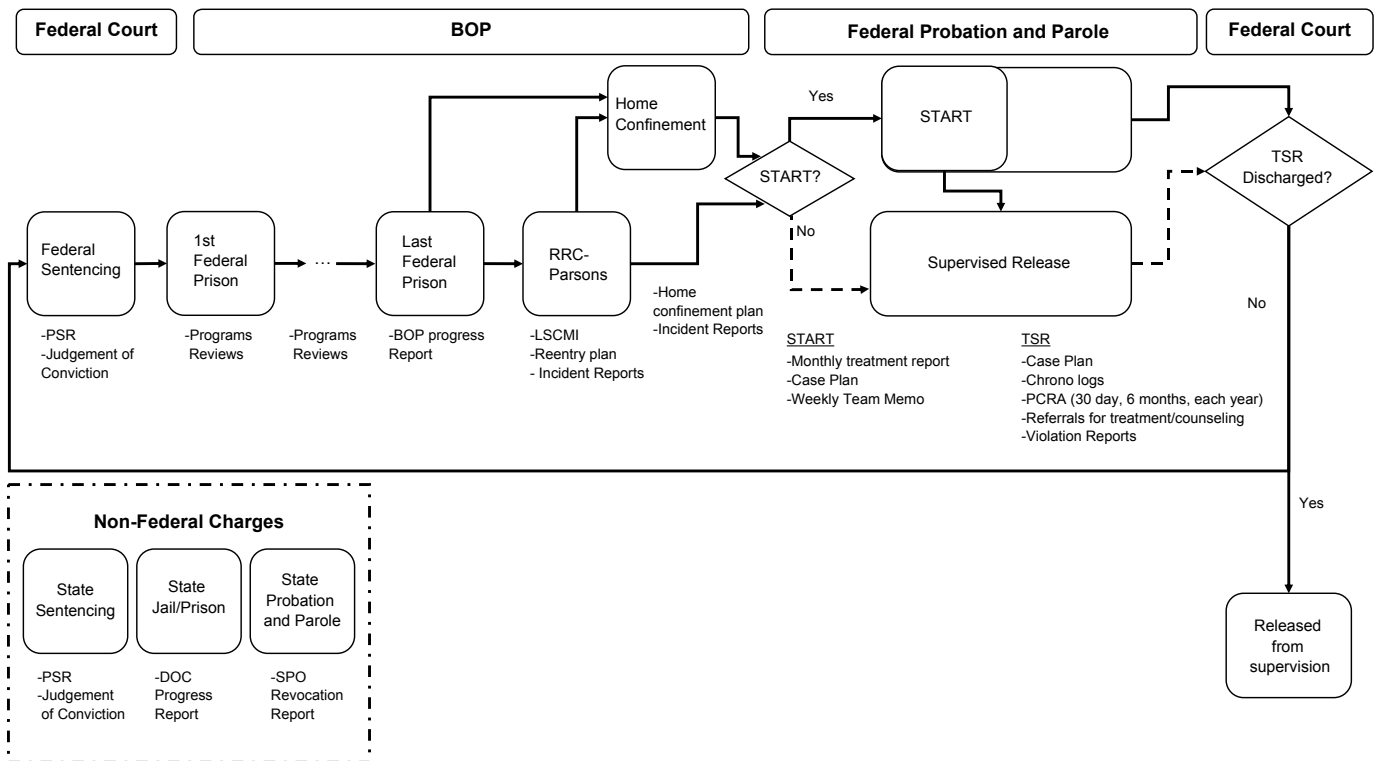 Federal Court
BOP
Federal Probation and Parole
Federal Court
Home
Confinement
Yes
START
START?
TSR
Discharged?
No
Federal
Sentencing
1st
Federal
Prison
...
Last
Federal
Prison
RRC-
Parsons
Supervised Release
No
-PSR
-Judgement of
Conviction
-Programs
Reviews
-Programs
Reviews
-BOP progress
Report
-LSCMI
-Reentry plan
- Incident Reports
-Home
confinement plan
-Incident Reports
START
-Monthly treatment report
-Case Plan
-Weekly Team Memo
TSR
-Case Plan
-Chrono logs
-PCRA (30 day, 6 months, each year)
-Referrals for treatment/counseling
-Violation Reports
Yes
Non-Federal Charges
State
Sentencing
State
Jail/Prison
State
Probation
and Parole
-PSR
-Judgement
of Conviction
-DOC
Progress
Report
-SPO
Revocation
Report
Released
from
supervision